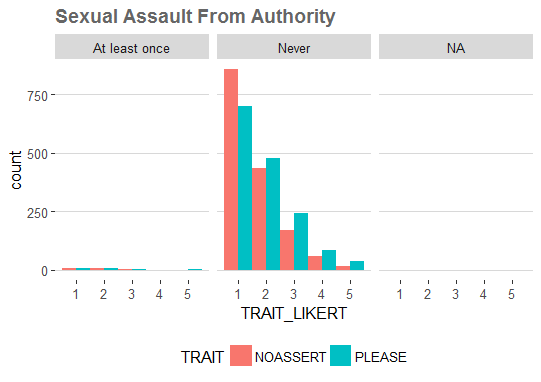 Sexual Assault From Authority
At least once Never NA
750
500
250
0
count
1 2 3 4 5 1 2 3 4 5 1 2 3 4 5
TRAIT_LIKERT
TRAIT NOASSERT PLEASE